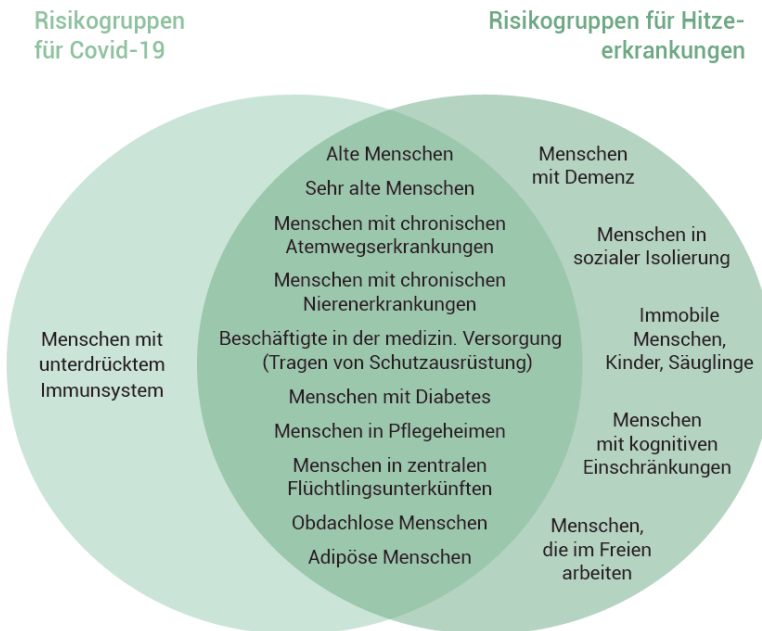 Risikogruppen
für Covid-19
Risikogruppen für Hitze-
erkrankungen
Menschen mit
unterdrücktem
Immunsystem
Alte Menschen
Sehr alte Menschen
Menschen mit chronischen
Atemwegserkrankungen
Menschen mit chronischen
Nierenerkrankungen
Beschäftigte in der medizin. Versorgung
(Tragen von Schutzausrüstung)
Menschen mit Diabetes
Menschen in Pflegeheimen
Menschen in zentralen
Flüchtlingsunterkünften
Obdachlose Menschen
Adipöse Menschen
Menschen
mit Demenz
Menschen in
sozialer Isolierung
Immobile
Menschen,
Kinder, Säuglinge
Menschen
mit kognitiven
Einschränkungen
Menschen,
die im Freien
arbeiten